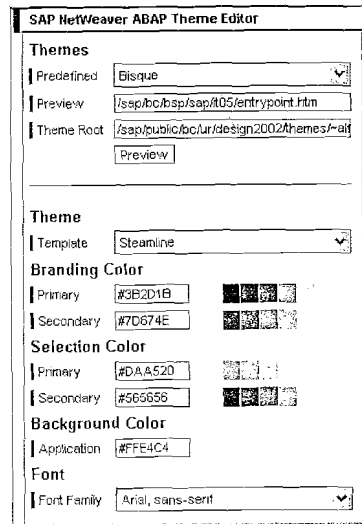 SAP NetWeaver ABAP Theme Editor
Themes
Predefined Bisque
Preview /sap/bc/bsp/sap/it05/entrypoint.htm
Theme Root /sap/public/bc/ur/design2002/themes/~alf
Preview
Theme
Template Steamline
Branding Color
Primary #3B2D1B
Secondary #7D674E
Selection Color
Primary #DAA520
Secondary #565656
Background Color
Application #FFE4C4
Font
Font Family Arial, sans-serif